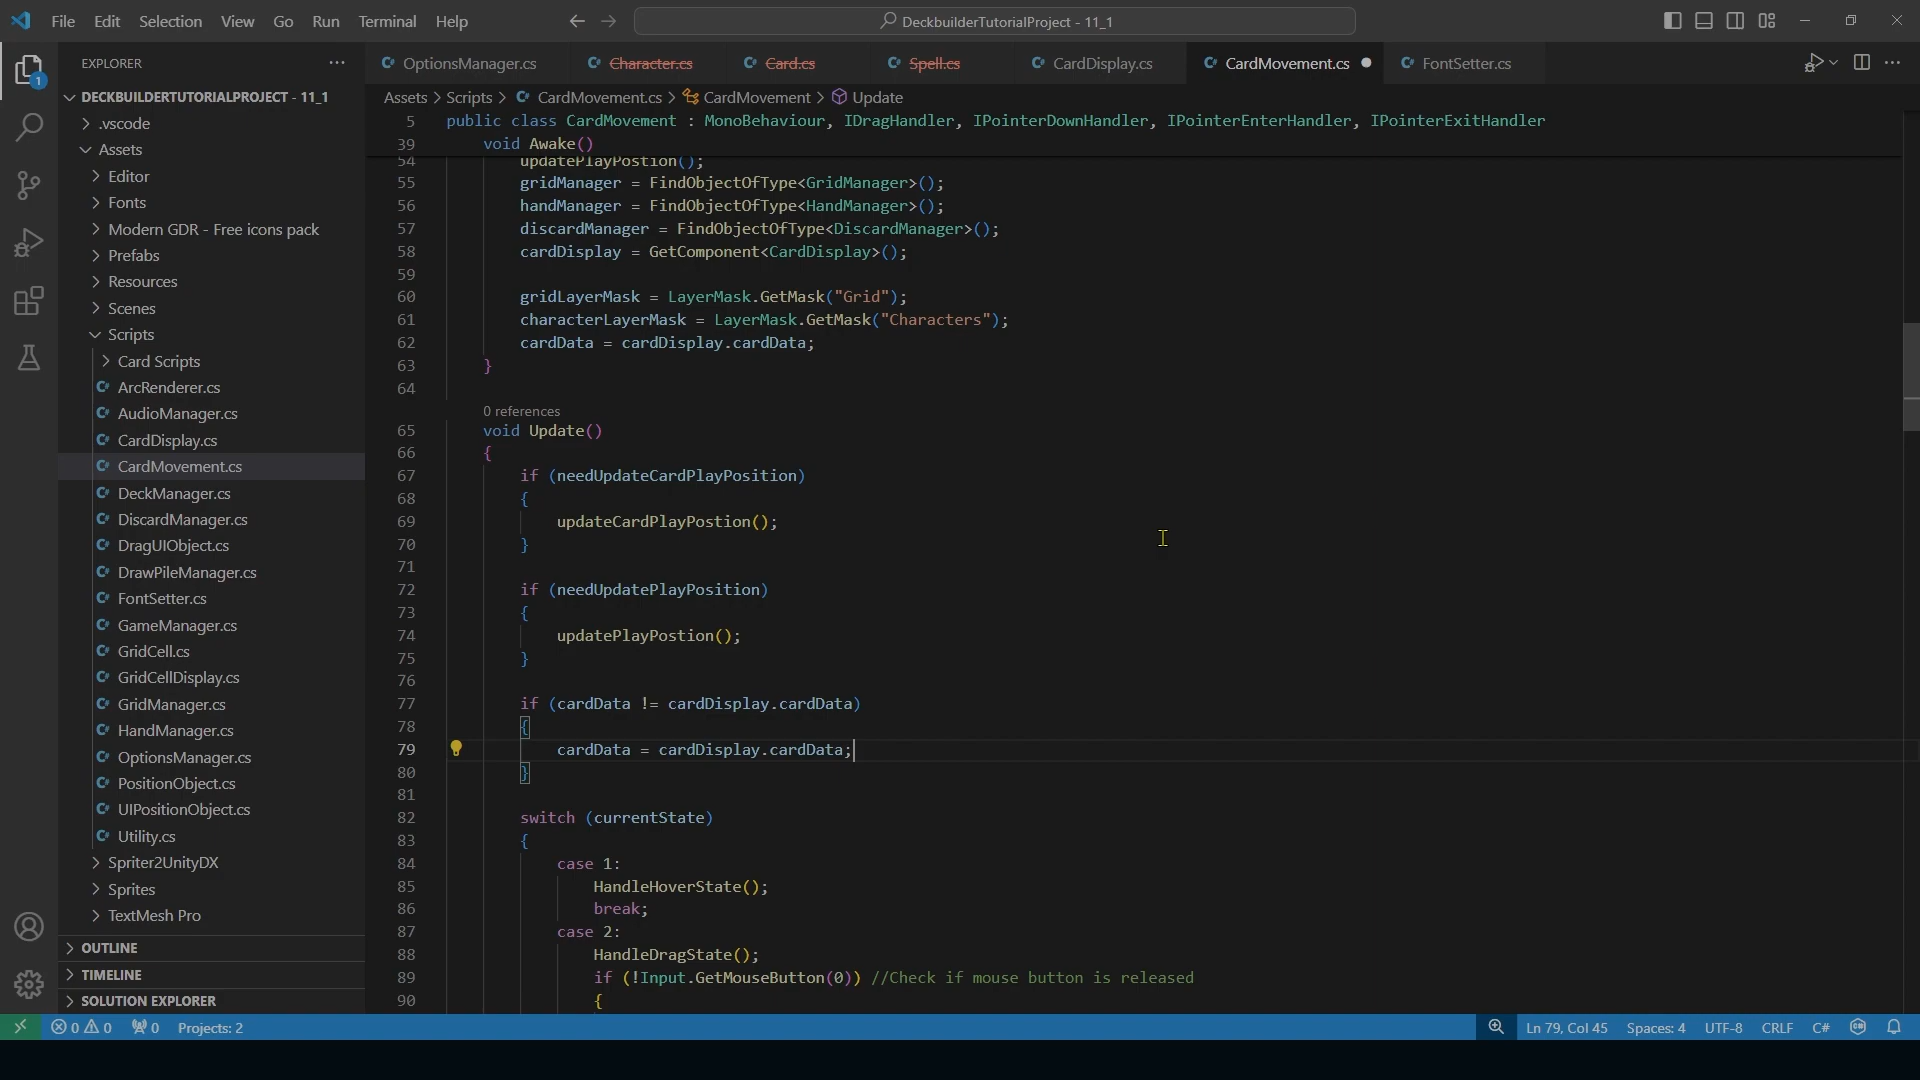 File Edit Selection View Go Run Terminal Help
DeckbuilderTutorialProject - 11_1
EXPLORER
DECKBUILDERTUTORIALPROJECT - 11_1
.vscode
Assets
Editor
Fonts
Modern GDR - Free icons pack
Prefabs
Resources
Scenes
Scripts
Card Scripts
ArcRenderer.cs
AudioManager.cs
CardDisplay.cs
CardMovement.cs
DeckManager.cs
DiscardManager.cs
DragUIObject.cs
DrawPileManager.cs
FontSetter.cs
GameManager.cs
GridCell.cs
GridCellDisplay.cs
GridManager.cs
HandManager.cs
OptionsManager.cs
PositionObject.cs
UIPositionObject.cs
Utility.cs
Spriter2UnityDX
Sprites
TextMesh Pro
OUTLINE
TIMELINE
SOLUTION EXPLORER
OptionsManager.cs Character.cs Card.cs Spell.cs CardDisplay.cs CardMovement.cs FontSetter.cs
Assets > Scripts > CardMovement.cs > CardMovement > Update
5 public class CardMovement : MonoBehaviour, IDragHandler, IPointerDownHandler, IPointerEnterHandler, IPointerExitHandler
39 void Awake()
54 updatePlayPostion();
55 gridManager = FindObjectOfType<GridManager>();
56 handManager = FindObjectOfType<HandManager>();
57 discardManager = FindObjectOfType<DiscardManager>();
58 cardDisplay = GetComponent<CardDisplay>();
59
60 gridLayerMask = LayerMask.GetMask("Grid");
61 characterLayerMask = LayerMask.GetMask("Characters");
62 cardData = cardDisplay.cardData;
63 }
64
0 references
65 void Update()
66 {
67 if (needUpdateCardPlayPosition)
68 {
69 updateCardPlayPostion();
70 }
71
72 if (needUpdatePlayPosition)
73 {
74 updatePlayPostion();
75 }
76
77 if (cardData != cardDisplay.cardData)
78 {
79 cardData = cardDisplay.cardData;
80 }
81
82 switch (currentState)
83 {
84 case 1:
85 HandleHoverState();
86 break;
87 case 2:
88 HandleDragState();
89 if (!Input.GetMouseButton(0)) //Check if mouse button is released
90 {
1
0 0 0 Projects: 2
Ln 79, Col 45 Spaces: 4 UTF-8 CRLF C#